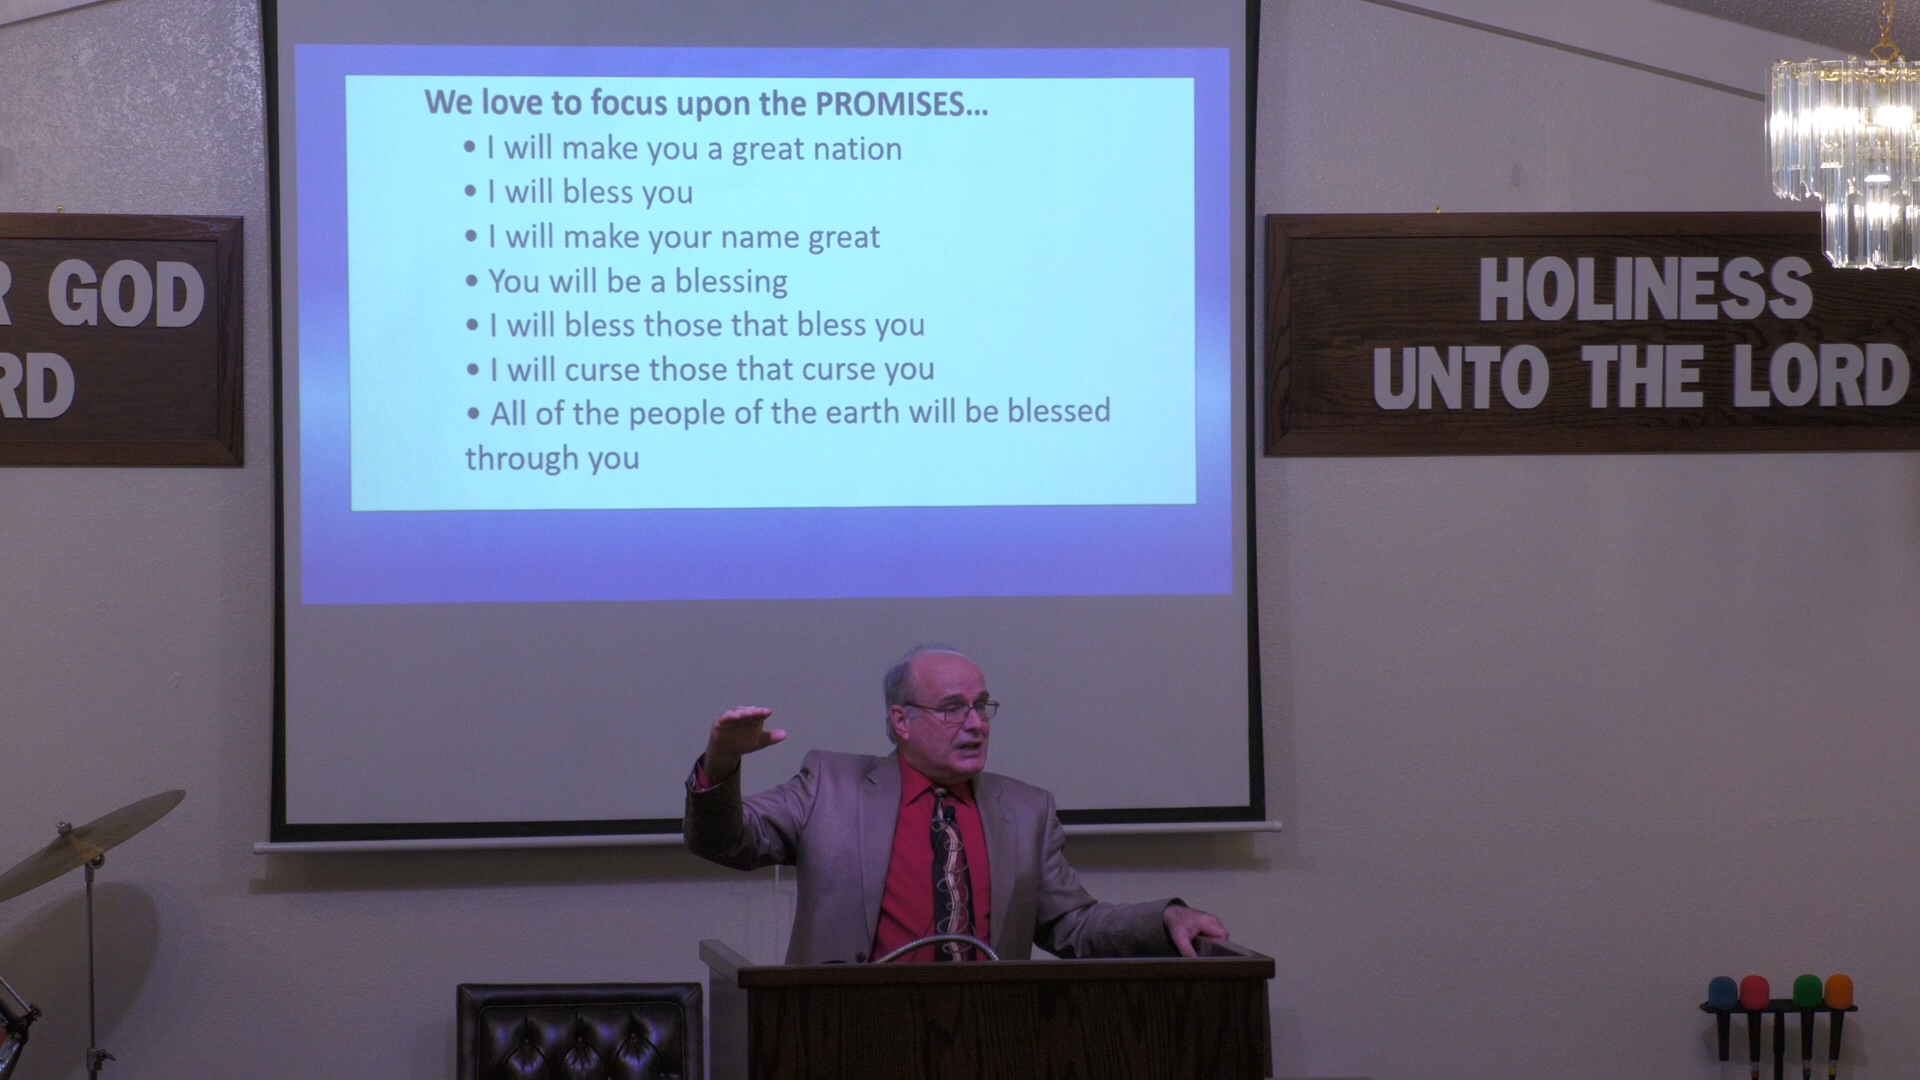 We love to focus upon the PROMISES...
• I will make you a great nation
• I will bless you
• I will make your name great
• You will be a blessing
• I will bless those that bless you
• I will curse those that curse you
• All of the people of the earth will be blessed
through you
GOD
HOLINESS
UNTO THE LORD